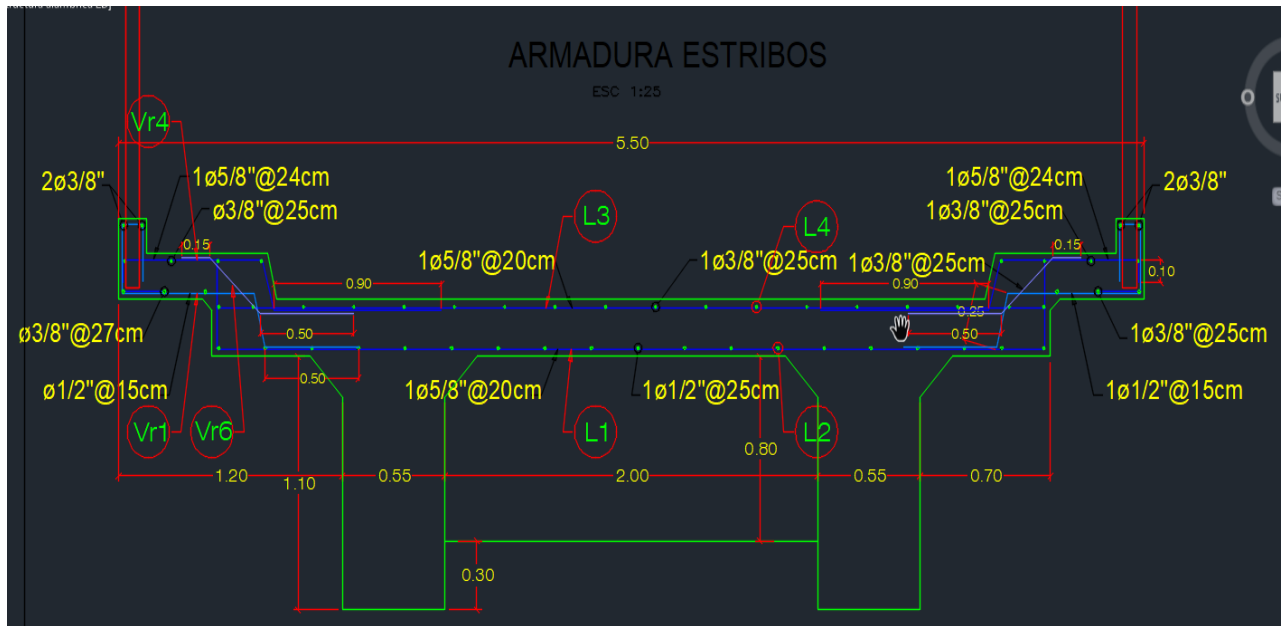 ARMADURA ESTRIBOS
ESC 1:25
Vr4
5.50
2ø3/8"
1ø5/8"@24cm
ø3/8"@25cm
L3
L4
1ø5/8"@24cm
1ø3/8"@25cm
2ø3/8"
0.15
1ø5/8"@20cm
1ø3/8"@25cm
1ø3/8"@25cm
0.15
0.10
0.90
0.90
0.25
ø3/8"@27cm
0.50
0.50
1ø3/8"@25cm
0.50
ø1/2"@15cm
1ø5/8"@20cm
1ø1/2"@25cm
1ø1/2"@15cm
Vr1
Vr6
L1
L2
0.80
1.20
1.10
0.55
2.00
0.55
0.70
0.30